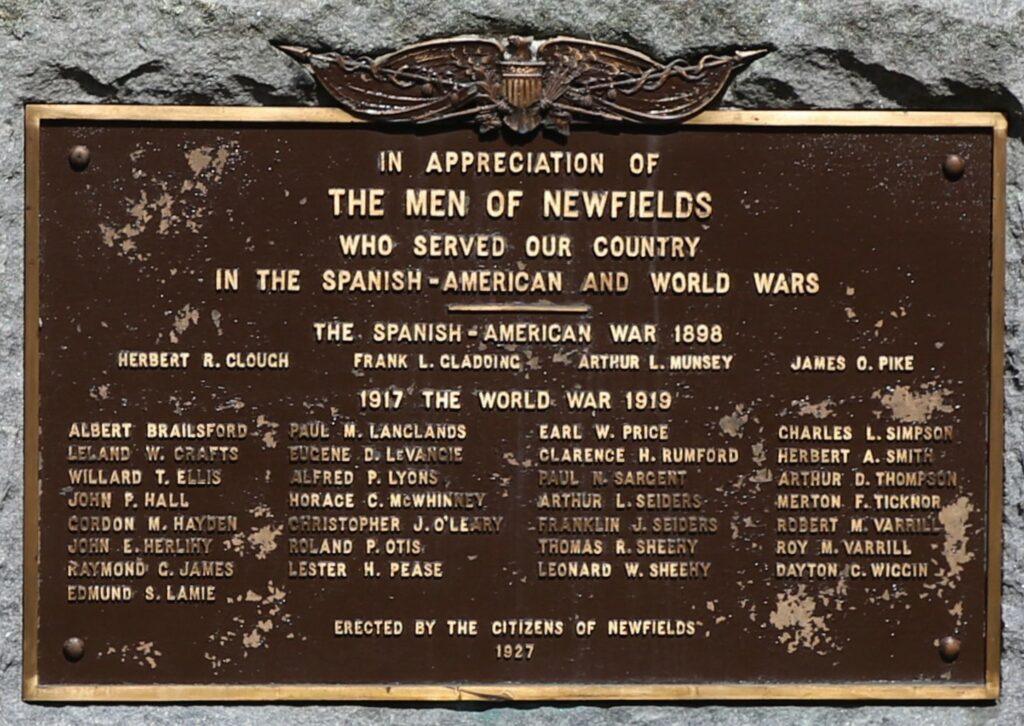 IN APPRECIATION OF
THE MEN OF NEWFIELDS
WHO SERVED OUR COUNTRY
IN THE SPANISH-AMERICAN AND WORLD WARS
THE SPANISH-AMERICAN WAR 1898
HERBERT R. CLOUGH FRANK L. GLADDING ARTHUR L. MUNSEY JAMES O. PIKE
1917 THE WORLD WAR 1919
ALBERT BRAILSFORD PAUL M. LANGLANDS EARL W. PRICE CHARLES L. SIMPSON
LELAND W. CRAFTS EUGENE D. LEVANGIE CLARENCE H. RUMFORD HERBERT A. SMITH
WILLARD T. ELLIS ALFRED P. LYONS PAUL N. SARGENT ARTHUR D. THOMPSON
JOHN P. HALL HORACE C. MCWHINNEY ARTHUR L. SEIDERS MERTON F. TICKNOR
GORDON M. HAYDEN CHRISTOPHER J. O'LEARY FRANKLIN J. SEIDERS ROBERT M. VARRILL
JOHN E. HERLIHY ROLAND P. OTIS THOMAS R. SHEEHY ROY M. VARRILL
RAYMOND G. JAMES LESTER H. PEASE LEONARD W. SHEEHY DAYTON C. WIGGIN
EDMUND S. LAMIE
ERECTED BY THE CITIZENS OF NEWFIELDS
1927